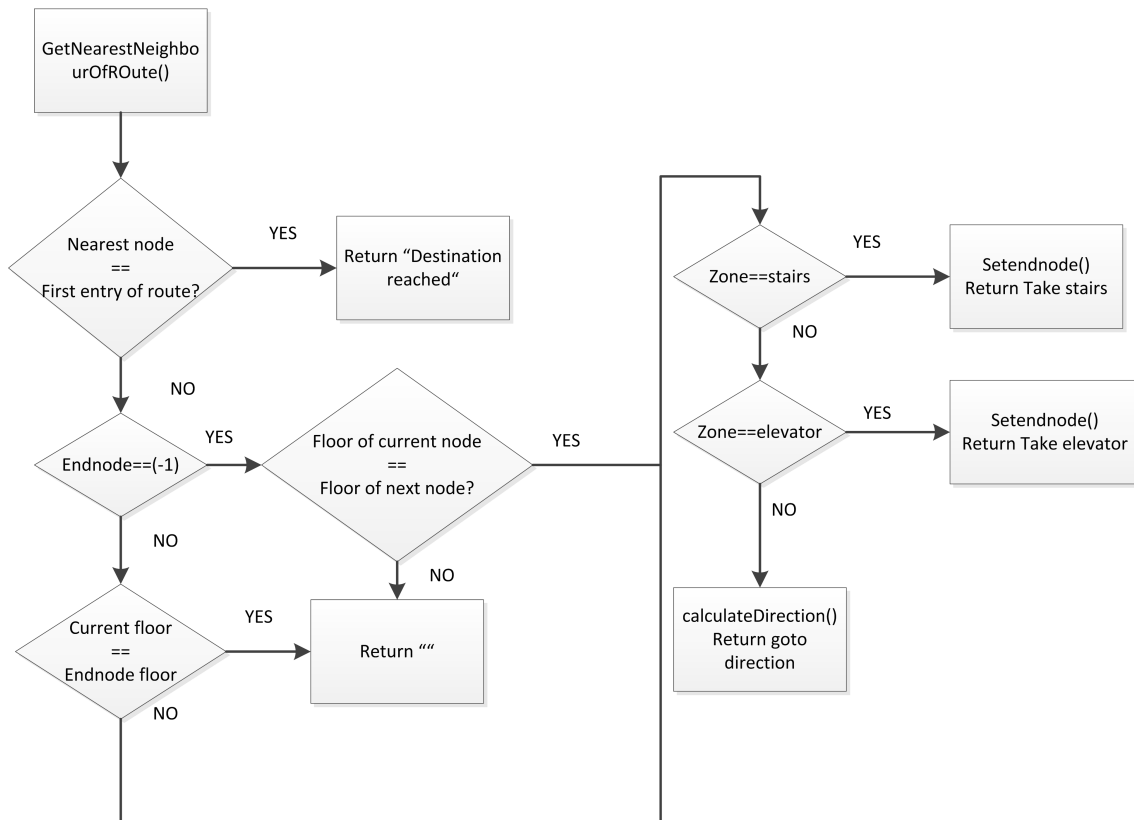 GetNearestNeighbo
urOfROute()
Nearest node
==
First entry of route?
YES
Return “Destination
reached“
NO
Endnode==(-1)
YES
Floor of current node
==
Floor of next node?
YES
NO
NO
Current floor
==
Endnode floor
YES
Return ““
NO
Zone==stairs
YES
Setendnode()
Return Take stairs
NO
Zone==elevator
YES
Setendnode()
Return Take elevator
NO
calculateDirection()
Return goto
direction